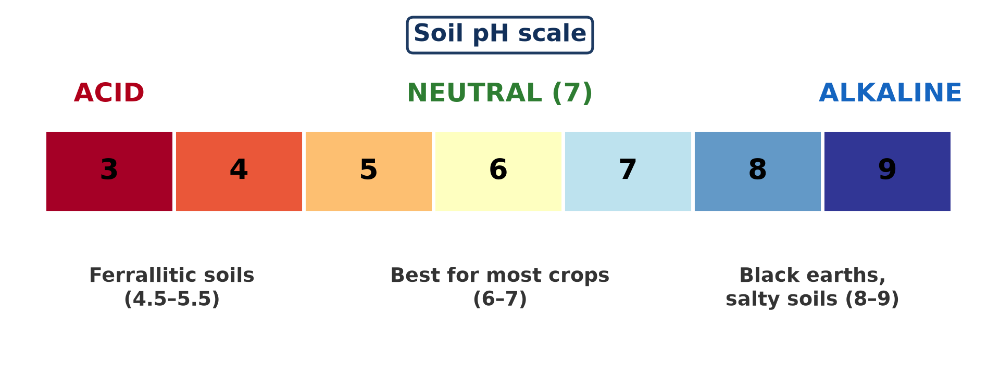 Soil pH scale
ACID NEUTRAL (7) ALKALINE
3 4 5 6 7 8 9
Ferrallitic soils
(4.5–5.5)
Best for most crops
(6–7)
Black earths,
salty soils (8–9)